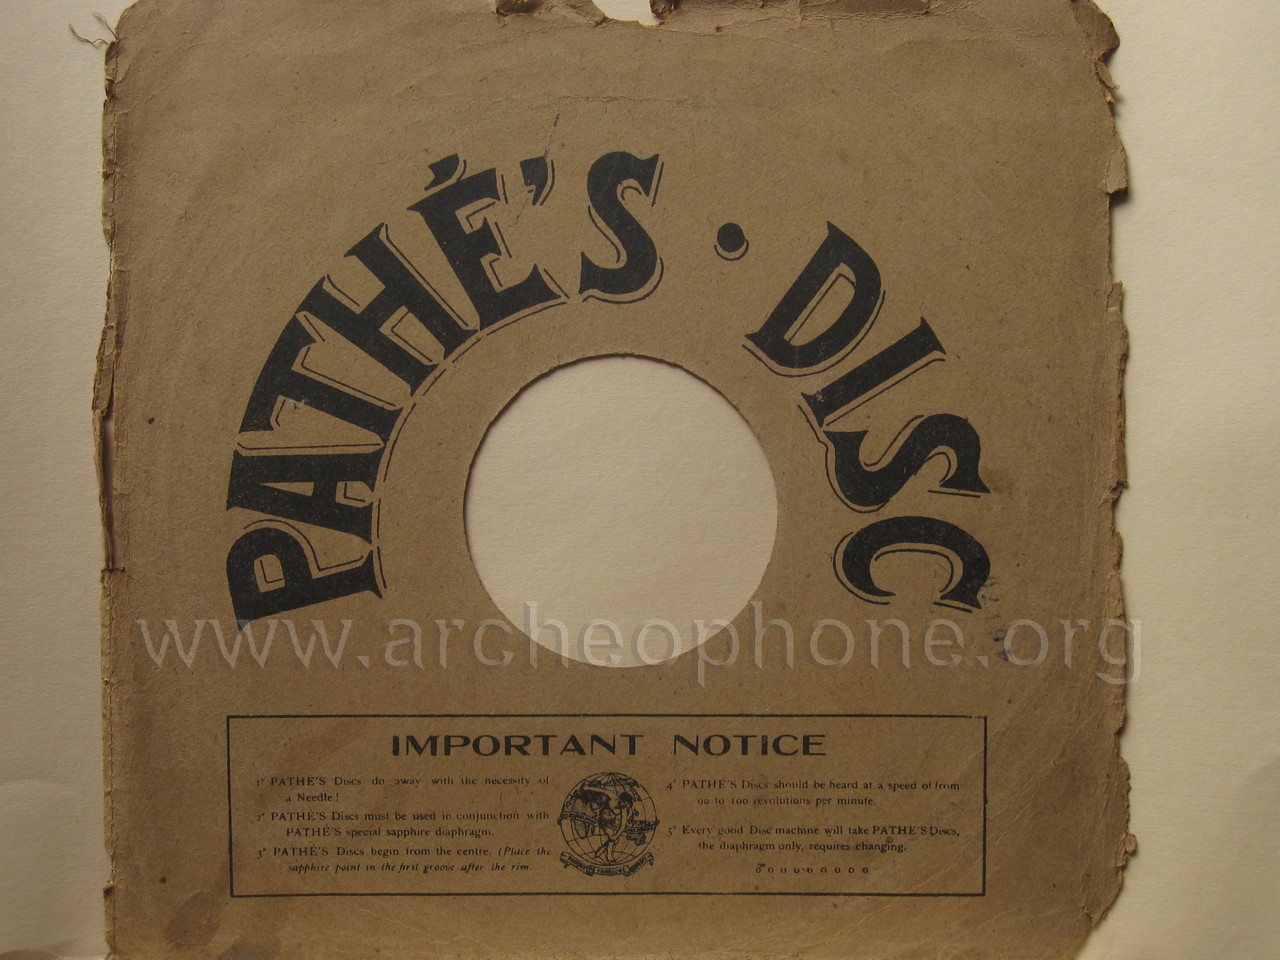 PATHÉ'S · DISC
www.archeophone.org
IMPORTANT NOTICE
1° PATHÉ'S Discs do away with the necessity of
a Needle!
2° PATHÉ'S Discs must be used in conjunction with
PATHÉ'S special sapphire diaphragm.
3° PATHÉ'S Discs begin from the centre. (Place the
sapphire point in the first groove after the rim.
4° PATHÉ'S Discs should be heard at a speed of from
90 to 100 revolutions per minute.
5° Every good Disc machine will take PATHÉ'S Discs,
the diaphragm only, requires changing.